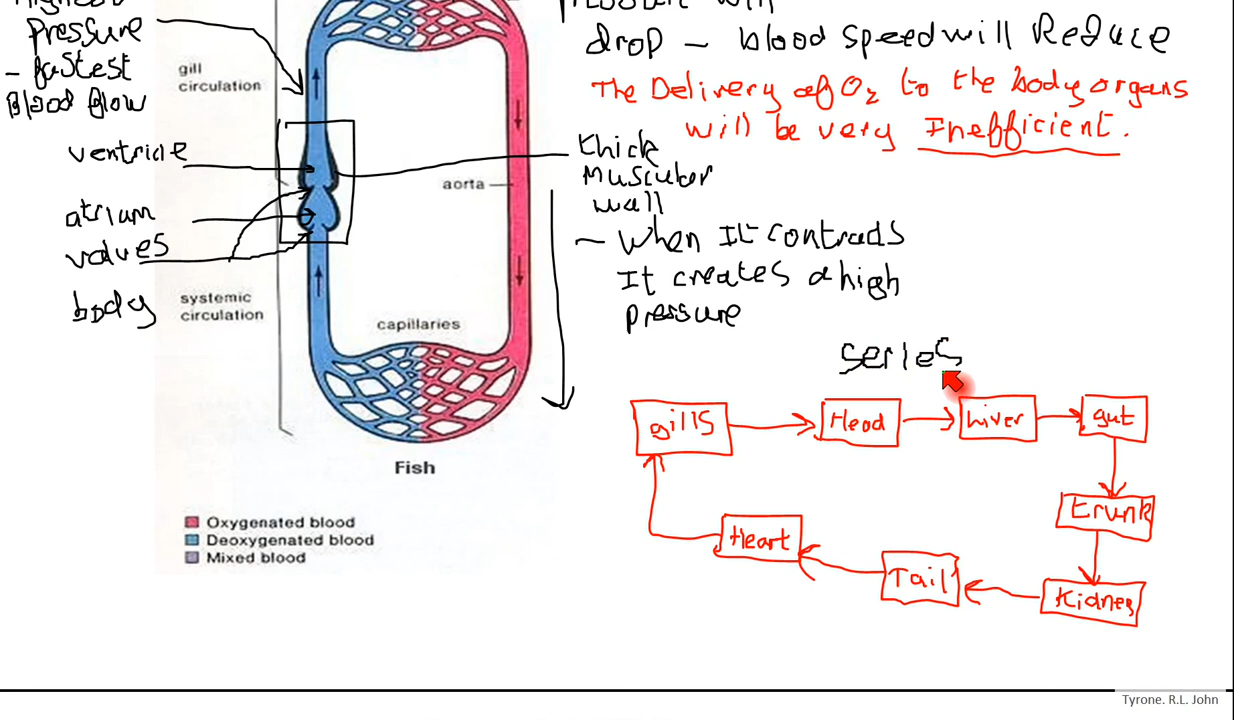 Pressure
- fastest
Blood flow
ventricle
atrium
valves
body
gill
circulation
systemic
circulation
aorta
capillaries
Fish
Oxygenated blood
Deoxygenated blood
Mixed blood
drop - blood speed will Reduce
The Delivery of O₂ to the body organs
will be very Inefficient.
thick
Muscular
wall
- when It contracts
It creates a high
pressure
series
gills
Head
Liver
gut
trunk
Kidney
Tail
Heart
Tyrone. R.L. John